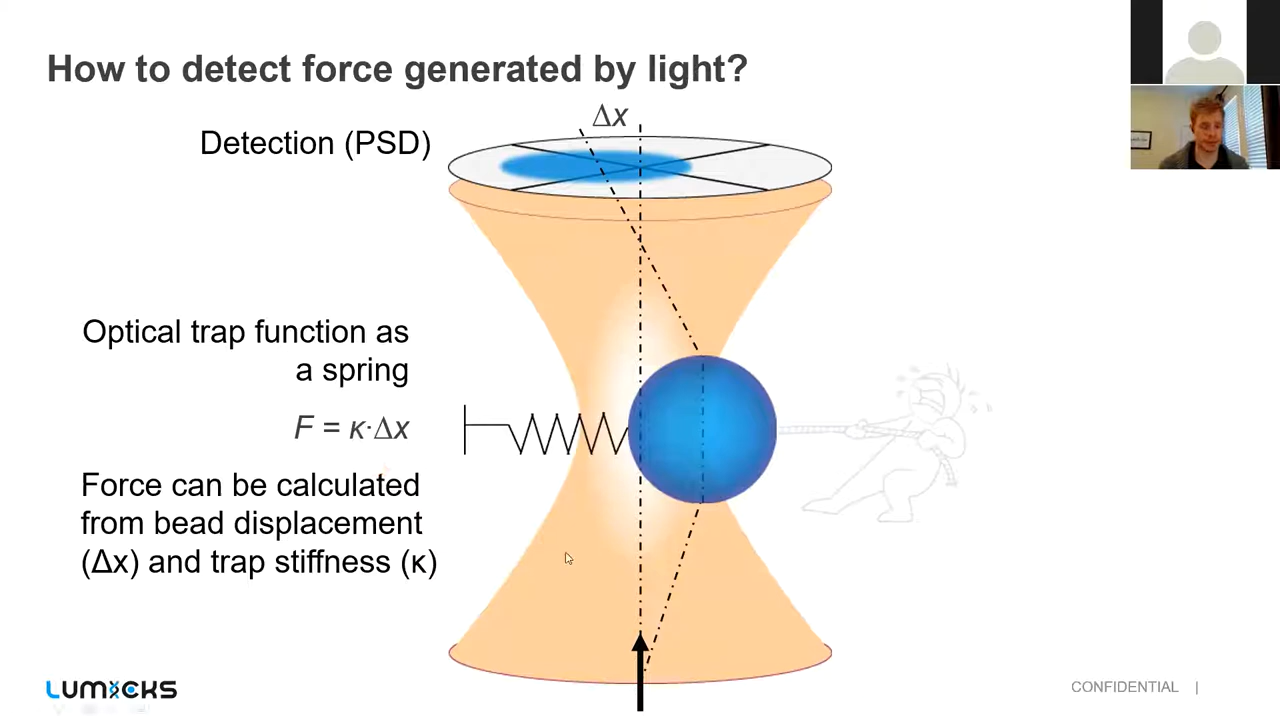 How to detect force generated by light?
Δx
Detection (PSD)
Optical trap function as
a spring
F = κ·Δx
Force can be calculated
from bead displacement
(Δx) and trap stiffness (κ)
LUMICKS
CONFIDENTIAL |